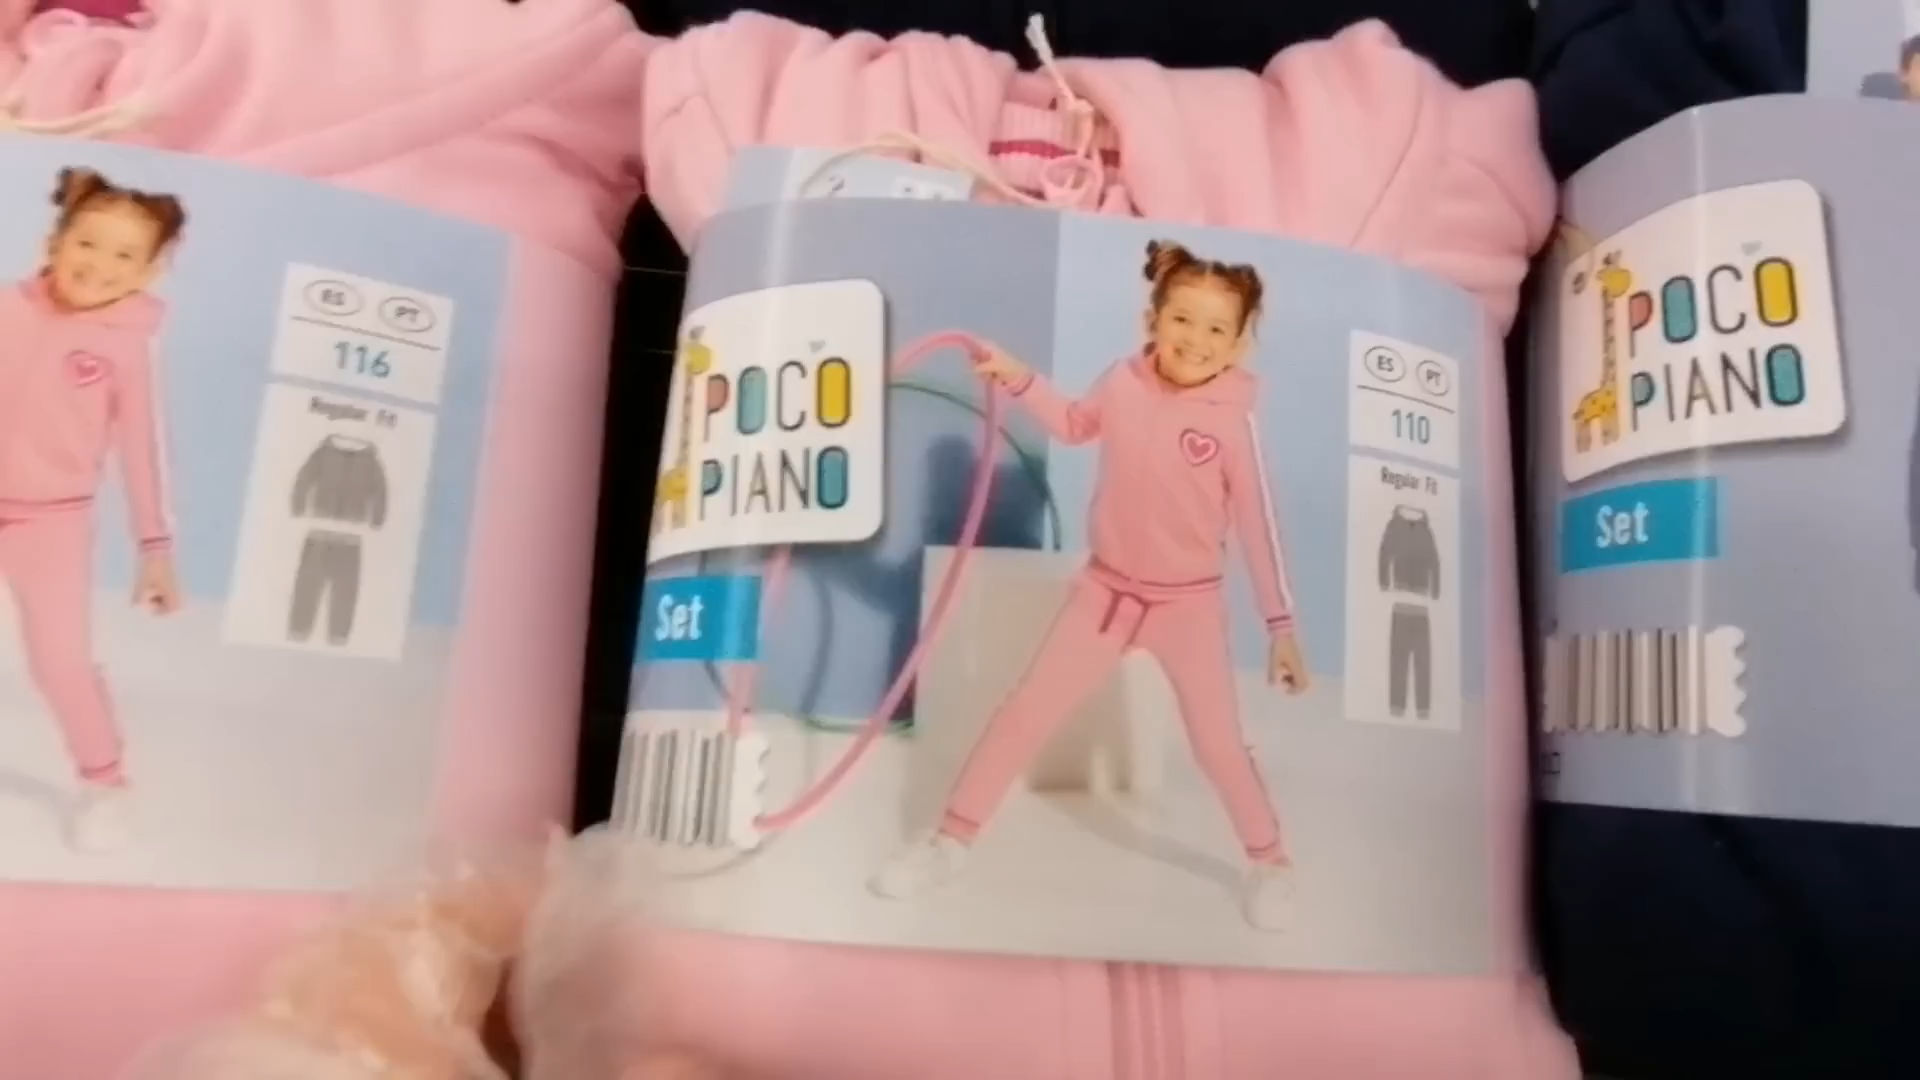 ES PT
116
Regular Fit
POCO
PIANO
Set
ES PT
110
Regular Fit
POCO
PIANO
Set